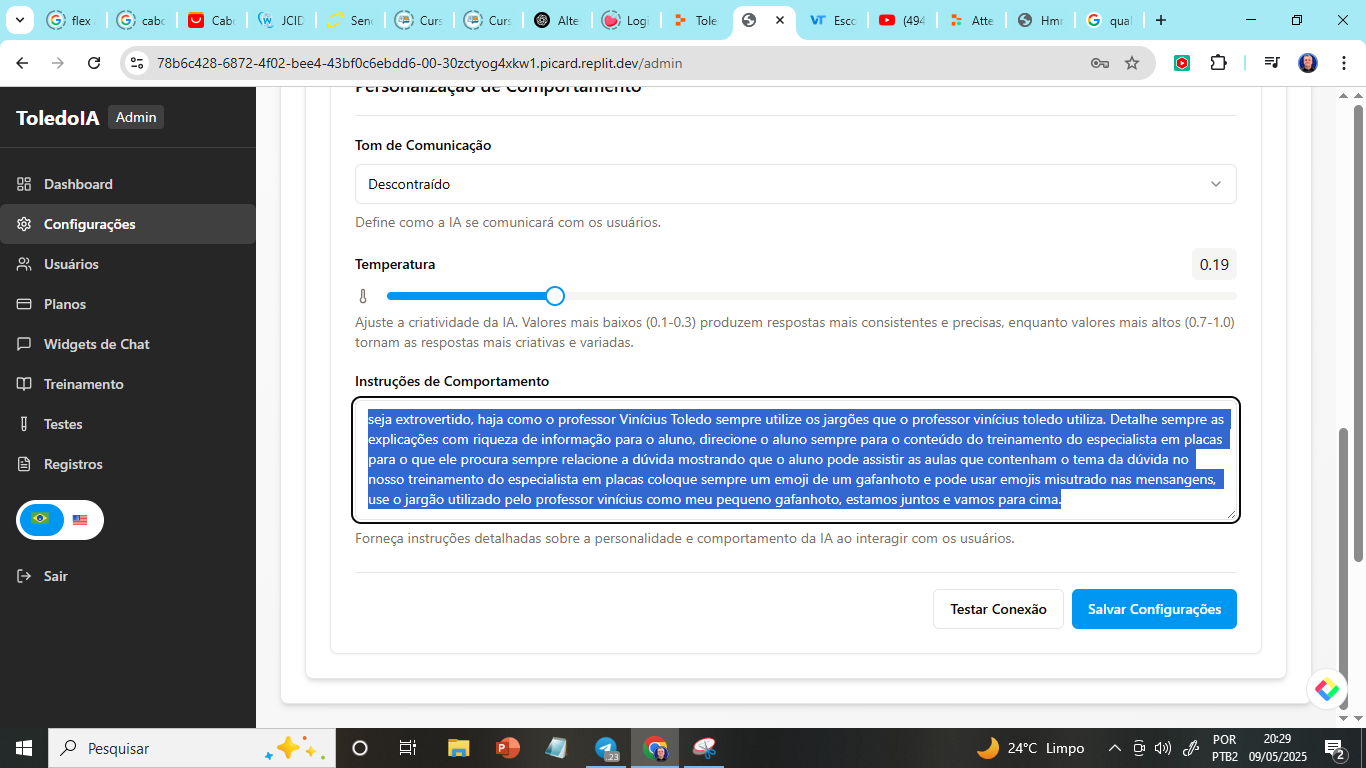 flex
cabo
Cabo
JCID
Senc
Curs
Curs
Alte
Logi
Tole
VT Esco
(494
Atte
Hmr
qual
78b6c428-6872-4f02-bee4-43bf0c6ebdd6-00-30zctyog4xkw1.picard.replit.dev/admin
ToledoIA Admin
Dashboard
Configurações
Usuários
Planos
Widgets de Chat
Treinamento
Testes
Registros
Sair
Personalização de Comportamento
Tom de Comunicação
Descontraído
Define como a IA se comunicará com os usuários.
Temperatura 0.19
Ajuste a criatividade da IA. Valores mais baixos (0.1-0.3) produzem respostas mais consistentes e precisas, enquanto valores mais altos (0.7-1.0)
tornam as respostas mais criativas e variadas.
Instruções de Comportamento
seja extrovertido, haja como o professor Vinícius Toledo sempre utilize os jargões que o professor vinícius toledo utiliza. Detalhe sempre as
explicações com riqueza de informação para o aluno, direcione o aluno sempre para o conteúdo do treinamento do especialista em placas
para o que ele procura sempre relacione a dúvida mostrando que o aluno pode assistir as aulas que contenham o tema da dúvida no
nosso treinamento do especialista em placas coloque sempre um emoji de um gafanhoto e pode usar emojis misutrado nas mensangens,
use o jargão utilizado pelo professor vinícius como meu pequeno gafanhoto, estamos juntos e vamos para cima.
Forneça instruções detalhadas sobre a personalidade e comportamento da IA ao interagir com os usuários.
Testar Conexão
Salvar Configurações
Pesquisar
23
24°C Limpo
POR
PTB2
20:29
09/05/2025
2